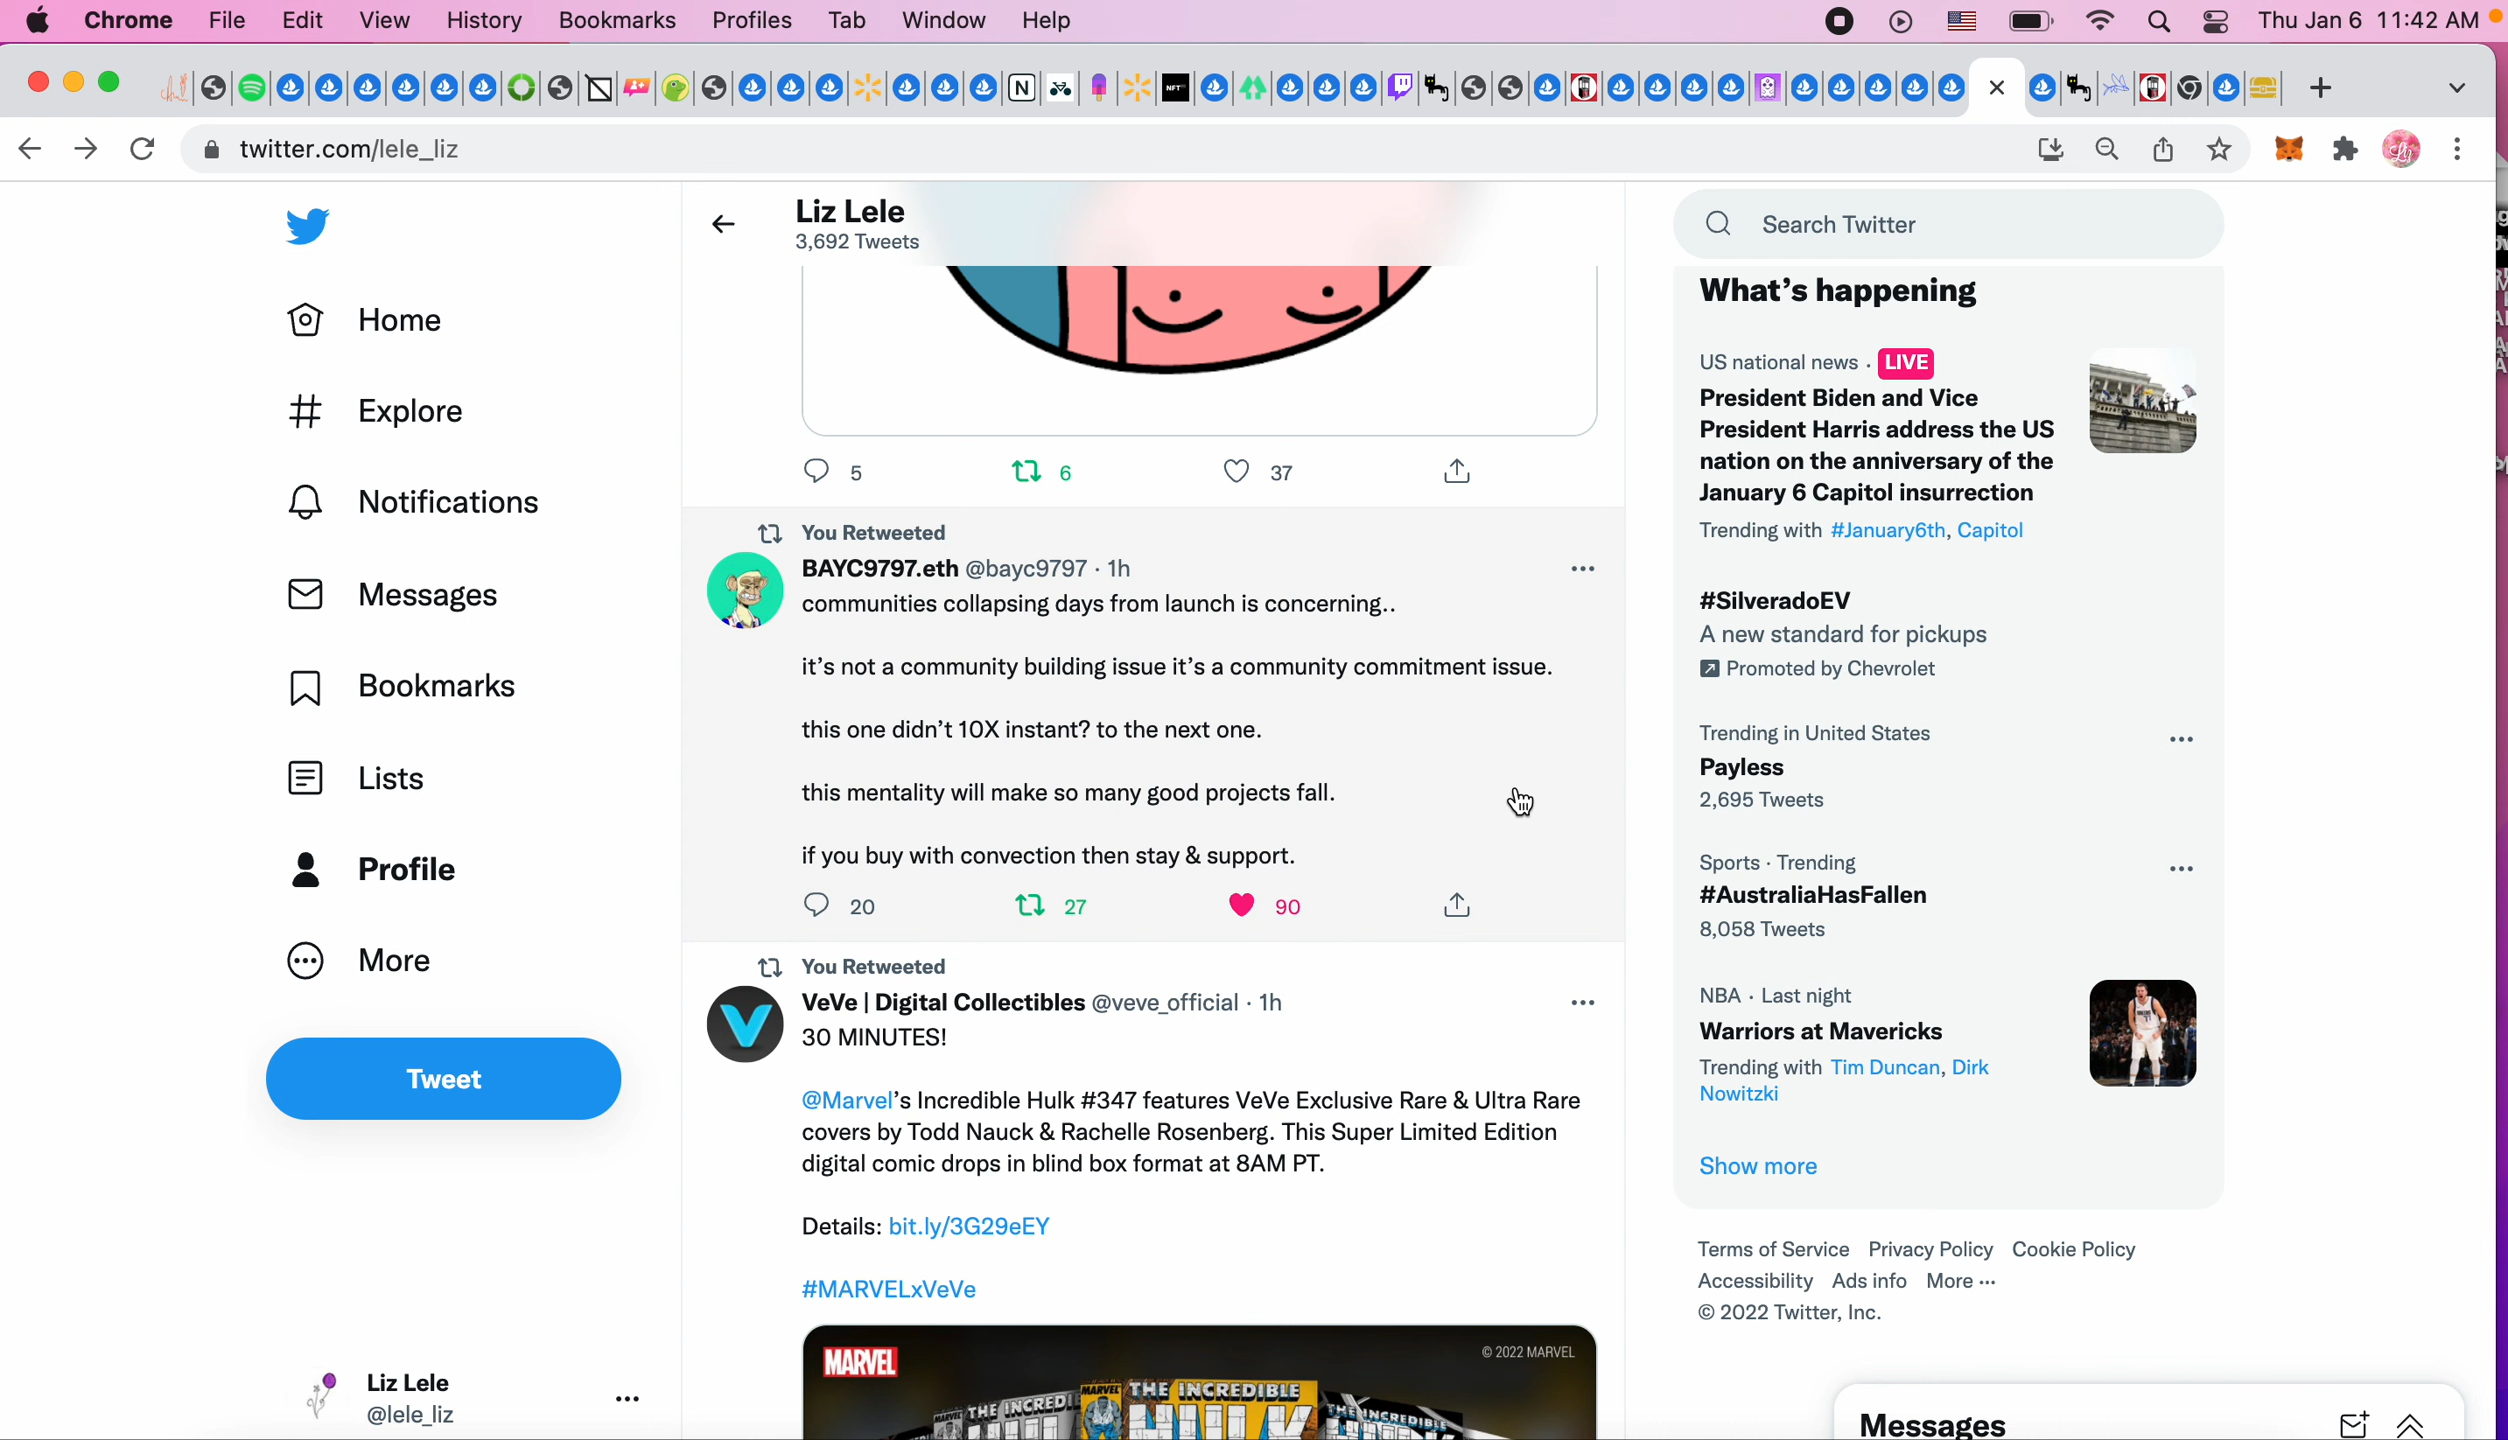 Chrome File Edit View History Bookmarks Profiles Tab Window Help Thu Jan 6 11:42 AM
twitter.com/lele_liz
Liz Lele
3,692 Tweets
Home
Explore
Notifications
Messages
Bookmarks
Lists
Profile
More
Tweet
Liz Lele
@lele_liz
5 6 37
You Retweeted
BAYC9797.eth @bayc9797 · 1h
communities collapsing days from launch is concerning..
it's not a community building issue it's a community commitment issue.
this one didn't 10X instant? to the next one.
this mentality will make so many good projects fall.
if you buy with convection then stay & support.
20 27 90
You Retweeted
VeVe | Digital Collectibles @veve_official · 1h
30 MINUTES!
@Marvel's Incredible Hulk #347 features VeVe Exclusive Rare & Ultra Rare
covers by Todd Nauck & Rachelle Rosenberg. This Super Limited Edition
digital comic drops in blind box format at 8AM PT.
Details: bit.ly/3G29eEY
#MARVELxVeVe
MARVEL
© 2022 MARVEL
MARVEL THE INCREDIBLE HULK
Search Twitter
What's happening
US national news · LIVE
President Biden and Vice
President Harris address the US
nation on the anniversary of the
January 6 Capitol insurrection
Trending with #January6th, Capitol
#SilveradoEV
A new standard for pickups
Promoted by Chevrolet
Trending in United States
Payless
2,695 Tweets
Sports · Trending
#AustraliaHasFallen
8,058 Tweets
NBA · Last night
Warriors at Mavericks
Trending with Tim Duncan, Dirk
Nowitzki
Show more
Terms of Service Privacy Policy Cookie Policy
Accessibility Ads info More ···
© 2022 Twitter, Inc.
Messages